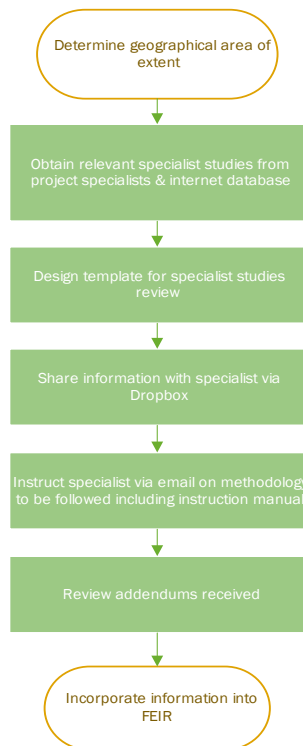 Determine geographical area of
extent
Obtain relevant specialist studies from
project specialists & internet database
Design template for specialist studies
review
Share information with specialist via
Dropbox
Instruct specialist via email on methodology
to be followed including instruction manual
Review addendums received
Incorporate information into
FEIR